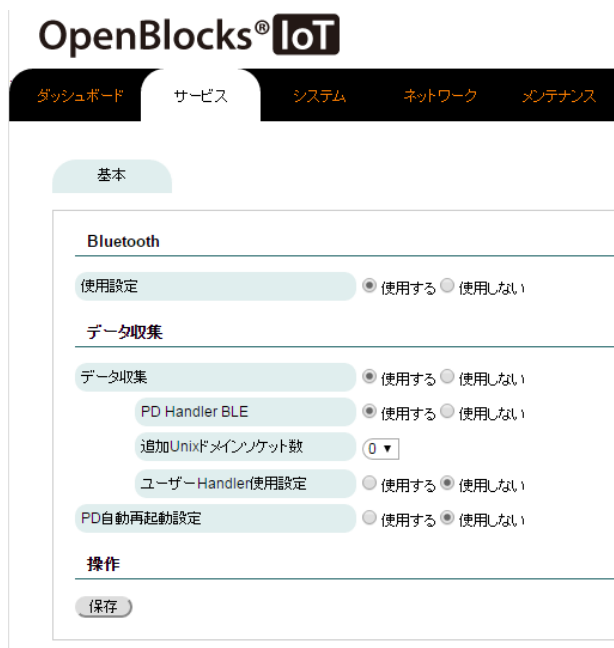 OpenBlocks® IoT
ダッシュボード サービス システム ネットワーク メンテナンス
基本
Bluetooth
使用設定 使用する 使用しない
データ収集
データ収集 使用する 使用しない
PD Handler BLE 使用する 使用しない
追加Unixドメインソケット数 0
ユーザーHandler使用設定 使用する 使用しない
PD自動再起動設定 使用する 使用しない
操作
保存